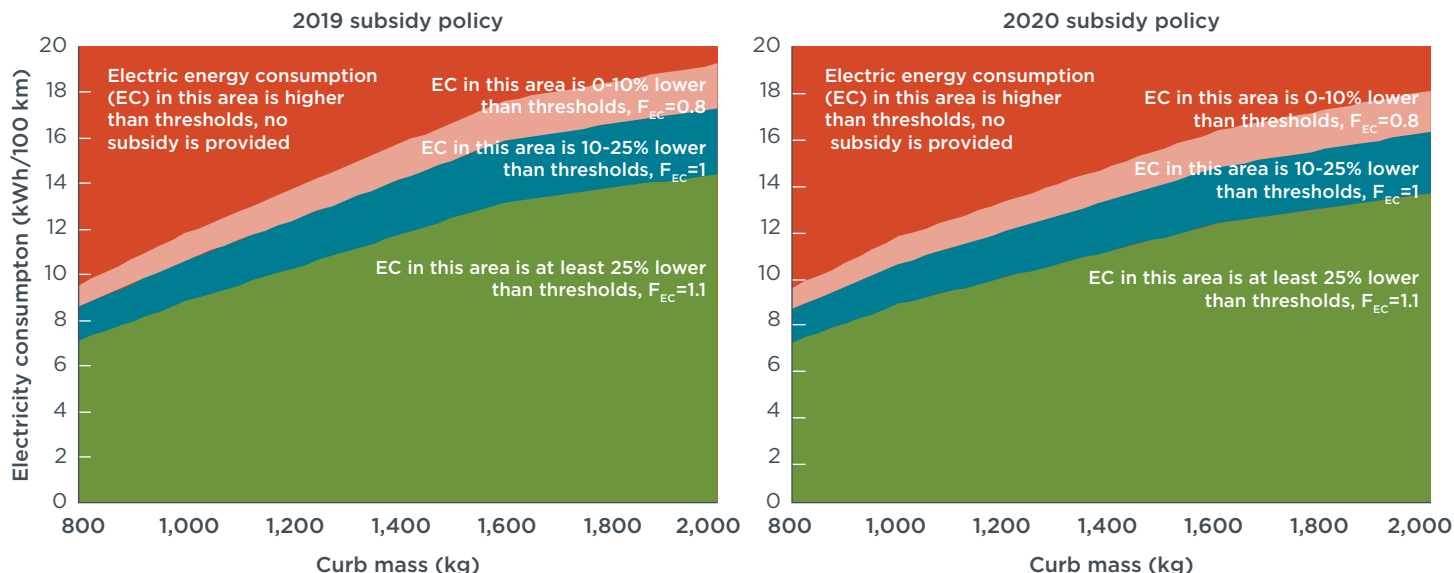 2019 subsidy policy
Electricity consumption (kWh/100 km)
20
18
16
14
12
10
8
6
4
2
0
Electric energy consumption
(EC) in this area is higher
than thresholds, no
subsidy is provided
EC in this area is 0-10% lower
than thresholds, F_EC=0.8
EC in this area is 10-25% lower
than thresholds, F_EC=1
EC in this area is at least 25% lower
than thresholds, F_EC=1.1
800 1,000 1,200 1,400 1,600 1,800 2,000
Curb mass (kg)
2020 subsidy policy
20
18
16
14
12
10
8
6
4
2
0
Electric energy consumption
(EC) in this area is higher
than thresholds, no
subsidy is provided
EC in this area is 0-10% lower
than thresholds, F_EC=0.8
EC in this area is 10-25% lower
than thresholds, F_EC=1
EC in this area is at least 25% lower
than thresholds, F_EC=1.1
800 1,000 1,200 1,400 1,600 1,800 2,000
Curb mass (kg)